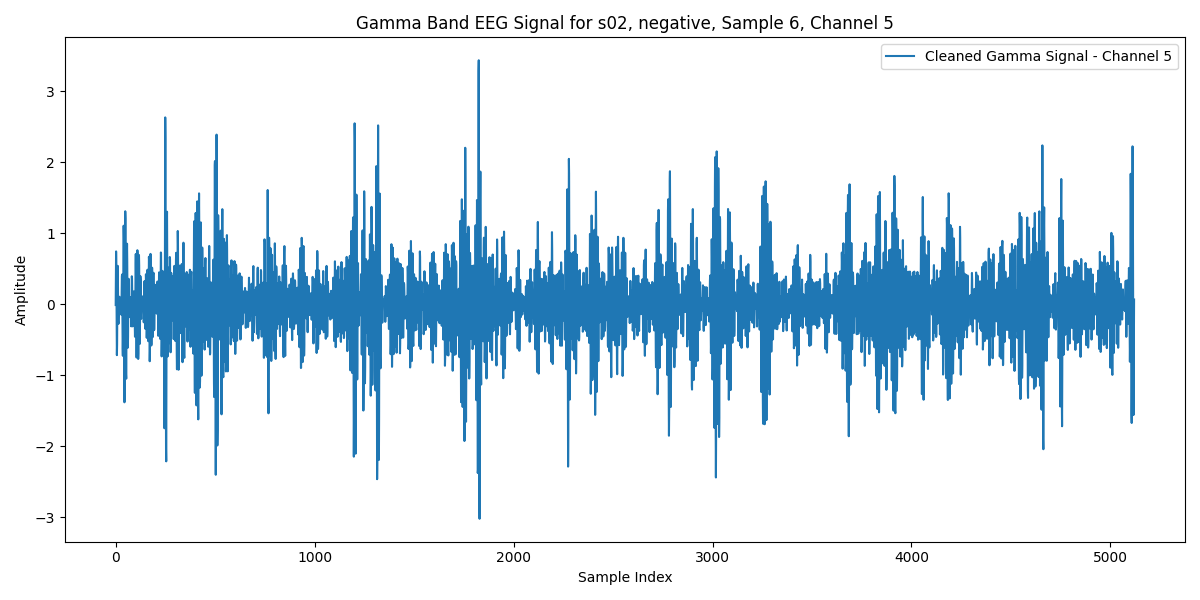 Gamma Band EEG Signal for s02, negative, Sample 6, Channel 5
Cleaned Gamma Signal - Channel 5
Amplitude
3
2
1
0
−1
−2
−3
0 1000 2000 3000 4000 5000
Sample Index